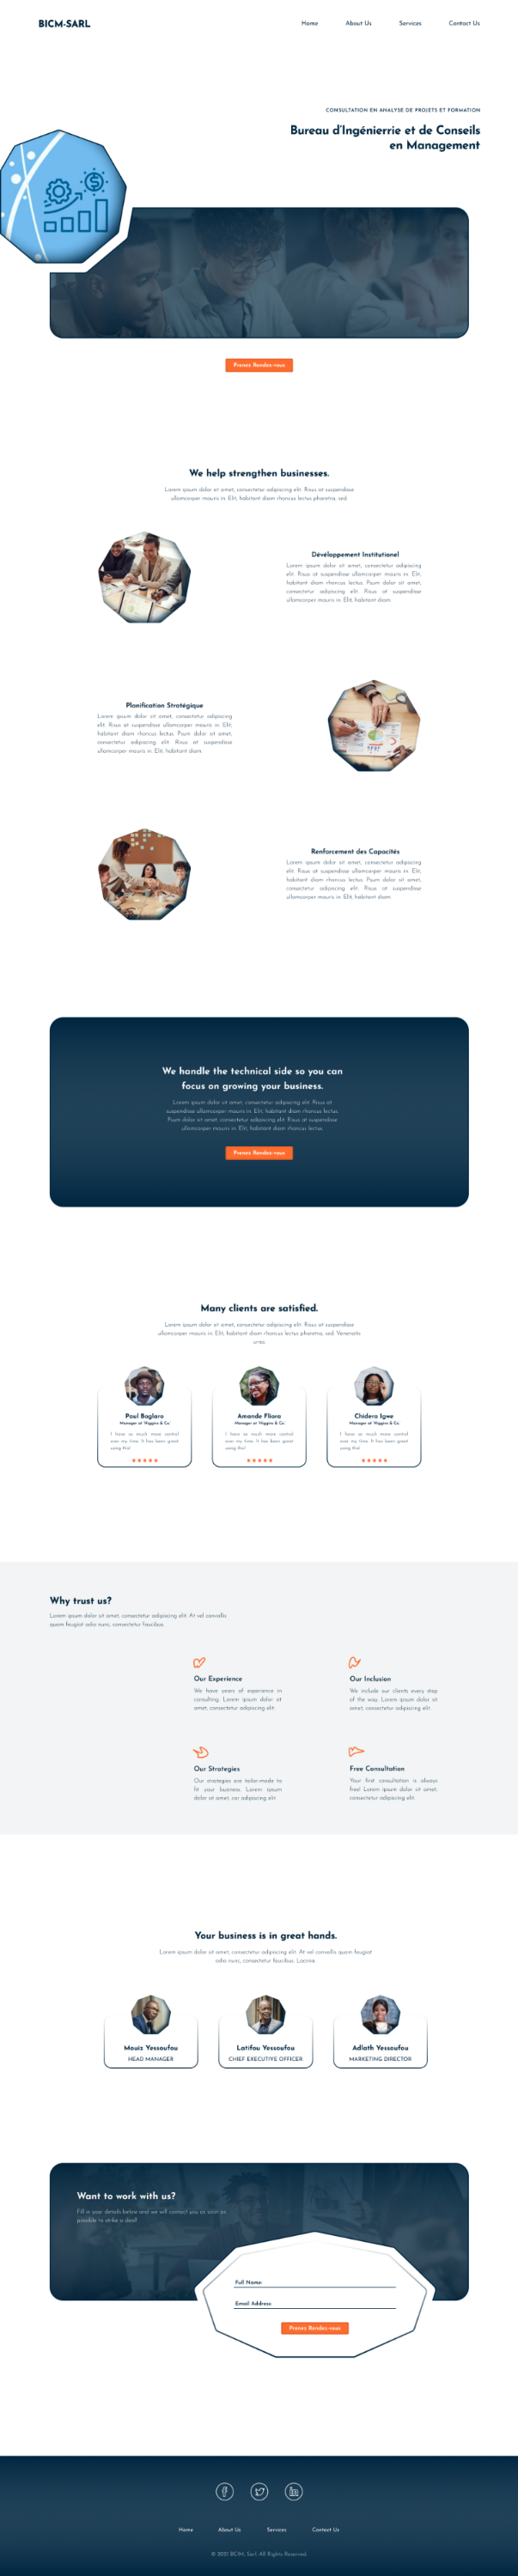 BICM-SARL
Home
About Us
Services
Contact Us
CONSULTATION EN ANALYSE DE PROJETS ET FORMATION
Bureau d'Ingénierrie et de Conseils
en Management
Prenez Rendez-vous
We help strengthen businesses.
Lorem ipsum dolor sit amet, consectetur adipiscing elit. Risus at suspendisse
ullamcorper mauris in. Elit, habitant diam rhoncus lectus pharetra, sed.
Dévéloppement Institutionel
Lorem ipsum dolor sit amet, consectetur adipiscing
elit. Risus at suspendisse ullamcorper mauris in. Elit,
habitant diam rhoncus lectus. Psum dolor sit amet,
consectetur adipiscing elit. Risus at suspendisse
ullamcorper mauris in. Elit, habitant diam.
Planification Stratégique
Lorem ipsum dolor sit amet, consectetur adipiscing
elit. Risus at suspendisse ullamcorper mauris in. Elit,
habitant diam rhoncus lectus. Psum dolor sit amet,
consectetur adipiscing elit. Risus at suspendisse
ullamcorper mauris in. Elit, habitant diam.
Renforcement des Capacités
Lorem ipsum dolor sit amet, consectetur adipiscing
elit. Risus at suspendisse ullamcorper mauris in. Elit,
habitant diam rhoncus lectus. Psum dolor sit amet,
consectetur adipiscing elit. Risus at suspendisse
ullamcorper mauris in. Elit, habitant diam.
We handle the technical side so you can
focus on growing your business.
Lorem ipsum dolor sit amet, consectetur adipiscing elit. Risus at
suspendisse ullamcorper mauris in. Elit, habitant diam rhoncus lectus.
Psum dolor sit amet, consectetur adipiscing elit. Risus at suspendisse
ullamcorper mauris in. Elit, habitant diam rhoncus lectus.
Prenez Rendez-vous
Many clients are satisfied.
Lorem ipsum dolor sit amet, consectetur adipiscing elit. Risus at suspendisse
ullamcorper mauris in. Elit, habitant diam rhoncus lectus pharetra, sed. Venenatis
urna.
Paul Baglaro
Manager at 'Higgins & Co.'
I have so much more control
over my time. It has been great
using this!
Amande Fliara
Manager at 'Higgins & Co.'
I have so much more control
over my time. It has been great
using this!
Chidera Igwe
Manager at 'Higgins & Co.'
I have so much more control
over my time. It has been great
using this!
Why trust us?
Lorem ipsum dolor sit amet, consectetur adipiscing elit. At vel convallis
quam feugiat odio nunc, consectetur faucibus.
Our Experience
We have years of experience in
consulting. Lorem ipsum dolor sit
amet, consectetur adipiscing elit.
Our Inclusion
We include our clients every step
of the way. Lorem ipsum dolor sit
amet, consectetur adipiscing elit.
Our Strategies
Our strategies are tailor-made to
fit your business. Lorem ipsum
dolor sit amet, car adipiscing elit.
Free Consultation
Your first consultation is always
free! Lorem ipsum dolor sit amet,
consectetur adipiscing elit.
Your business is in great hands.
Lorem ipsum dolor sit amet, consectetur adipiscing elit. At vel convallis quam feugiat
odio nunc, consectetur faucibus. Lacinia
Mouiz Yessoufou
HEAD MANAGER
Latifou Yessoufou
CHIEF EXECUTIVE OFFICER
Adlath Yessoufou
MARKETING DIRECTOR
Want to work with us?
Fill in your details below and we will contact you as soon as
possible to strike a deal!
Full Name:
Email Address:
Prenez Rendez-vous
Home
About Us
Services
Contact Us
© 2021 BICM, Sarl. All Rights Reserved.